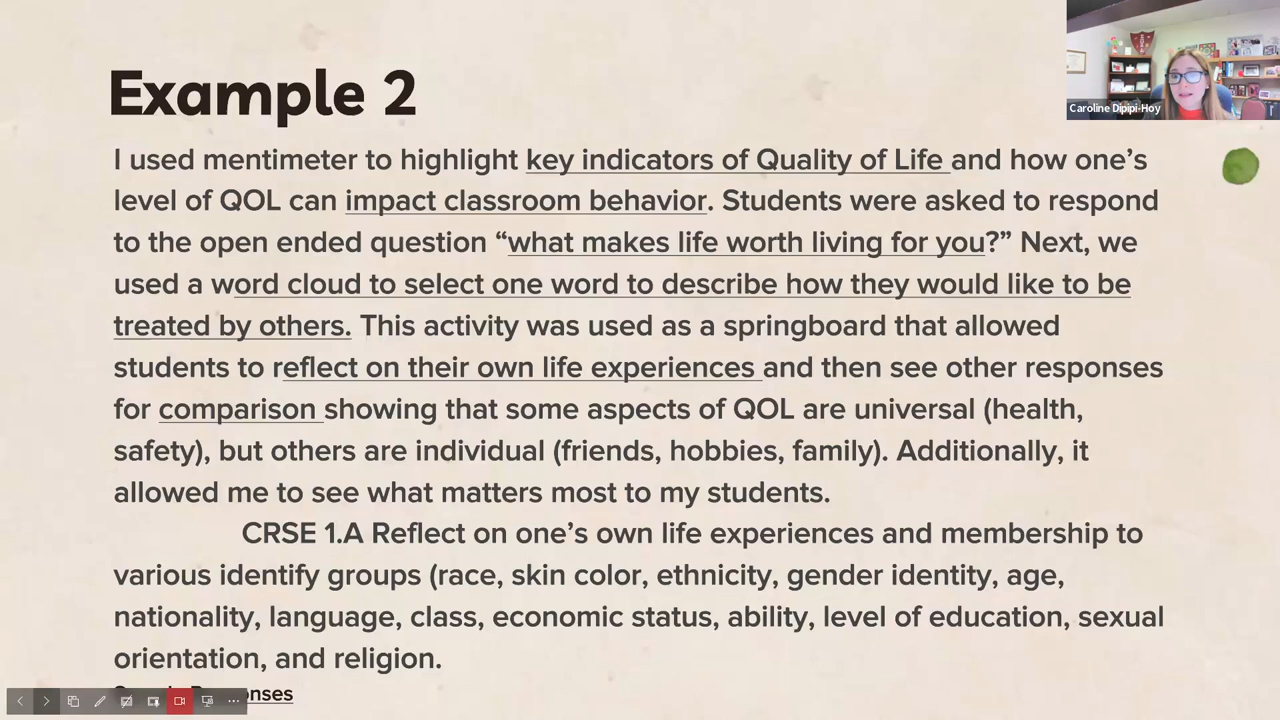 Example 2
Caroline Dipipi-Hoy
I used mentimeter to highlight key indicators of Quality of Life and how one’s
level of QOL can impact classroom behavior. Students were asked to respond
to the open ended question “what makes life worth living for you?” Next, we
used a word cloud to select one word to describe how they would like to be
treated by others. This activity was used as a springboard that allowed
students to reflect on their own life experiences and then see other responses
for comparison showing that some aspects of QOL are universal (health,
safety), but others are individual (friends, hobbies, family). Additionally, it
allowed me to see what matters most to my students.
CRSE 1.A Reflect on one’s own life experiences and membership to
various identify groups (race, skin color, ethnicity, gender identity, age,
nationality, language, class, economic status, ability, level of education, sexual
orientation, and religion.